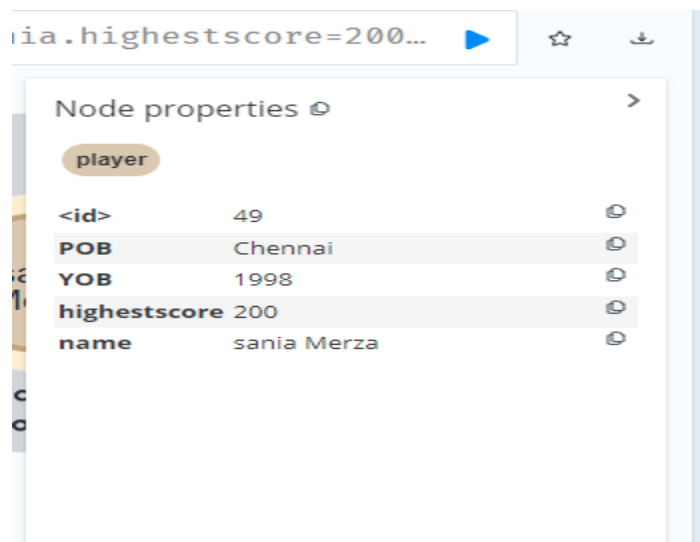 ia.highestscore=200…
Node properties
player
<id> 49
POB Chennai
YOB 1998
highestscore 200
name sania Merza